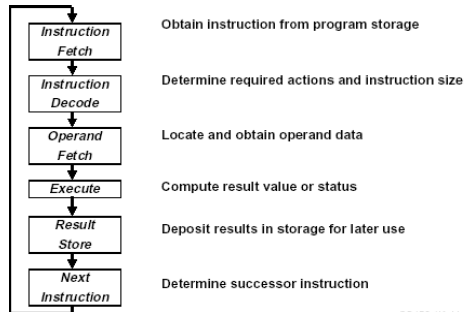 Instruction
Fetch
Obtain instruction from program storage
Instruction
Decode
Determine required actions and instruction size
Operand
Fetch
Locate and obtain operand data
Execute
Compute result value or status
Result
Store
Deposit results in storage for later use
Next
Instruction
Determine successor instruction